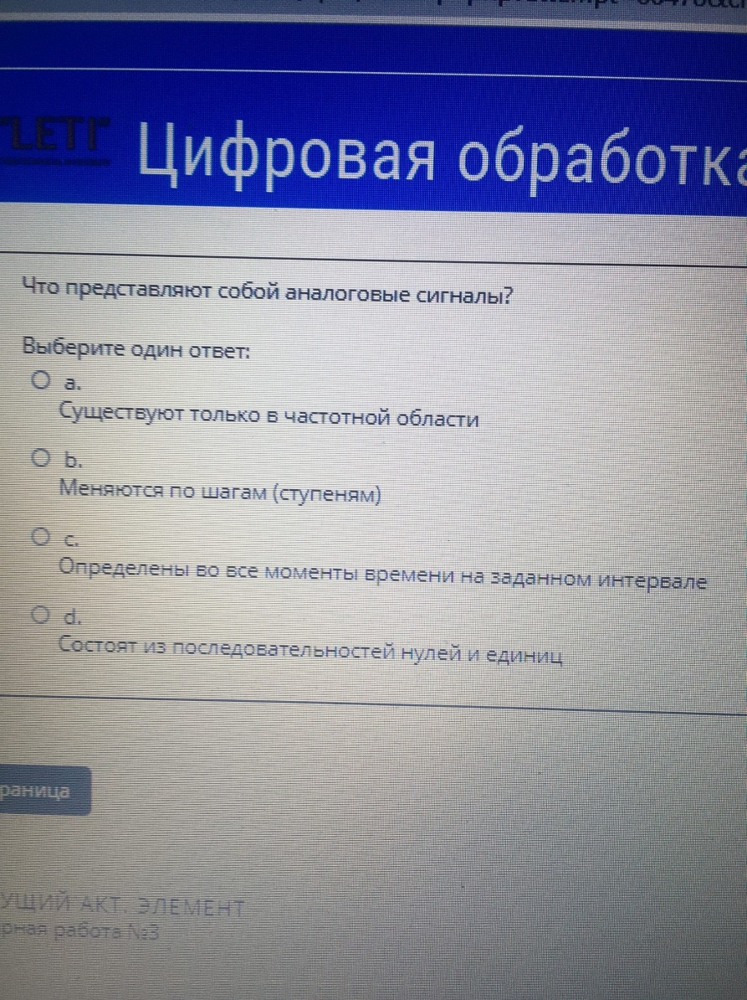 LETI
Цифровая обработка
Что представляют собой аналоговые сигналы?
Выберите один ответ:
a.
Существуют только в частотной области
b.
Меняются по шагам (ступеням)
c.
Определены во все моменты времени на заданном интервале
d.
Состоят из последовательностей нулей и единиц
раница
УЩИЙ АКТ. ЭЛЕМЕНТ
рная работа №3